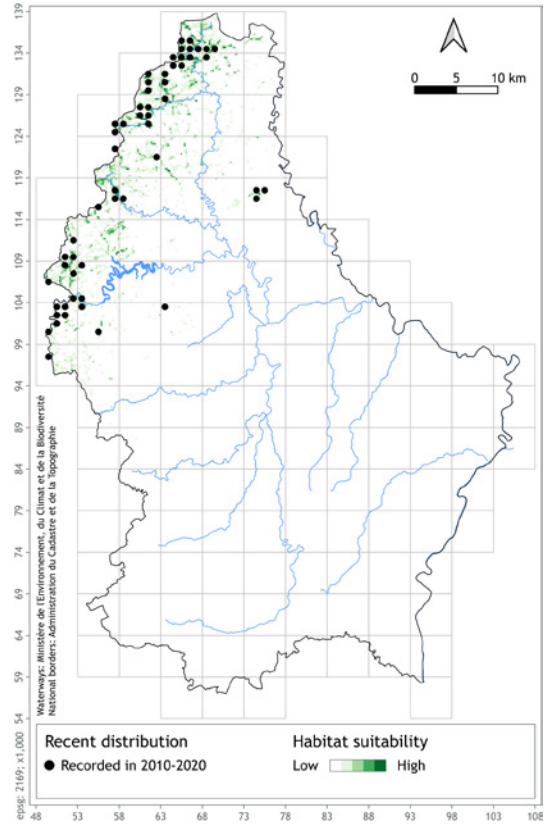 139
134
129
124
119
114
109
104
99
94
89
84
79
74
69
64
59
54
0 5 10 km
Waterways: Ministère de l'Environnement, du Climat et de la Biodiversité
National borders: Administration du Cadastre et de la Topographie
epsg: 2169; x1,000
Recent distribution
Recorded in 2010-2020
Habitat suitability
Low High
48 53 58 63 68 73 78 83 88 93 98 103 108